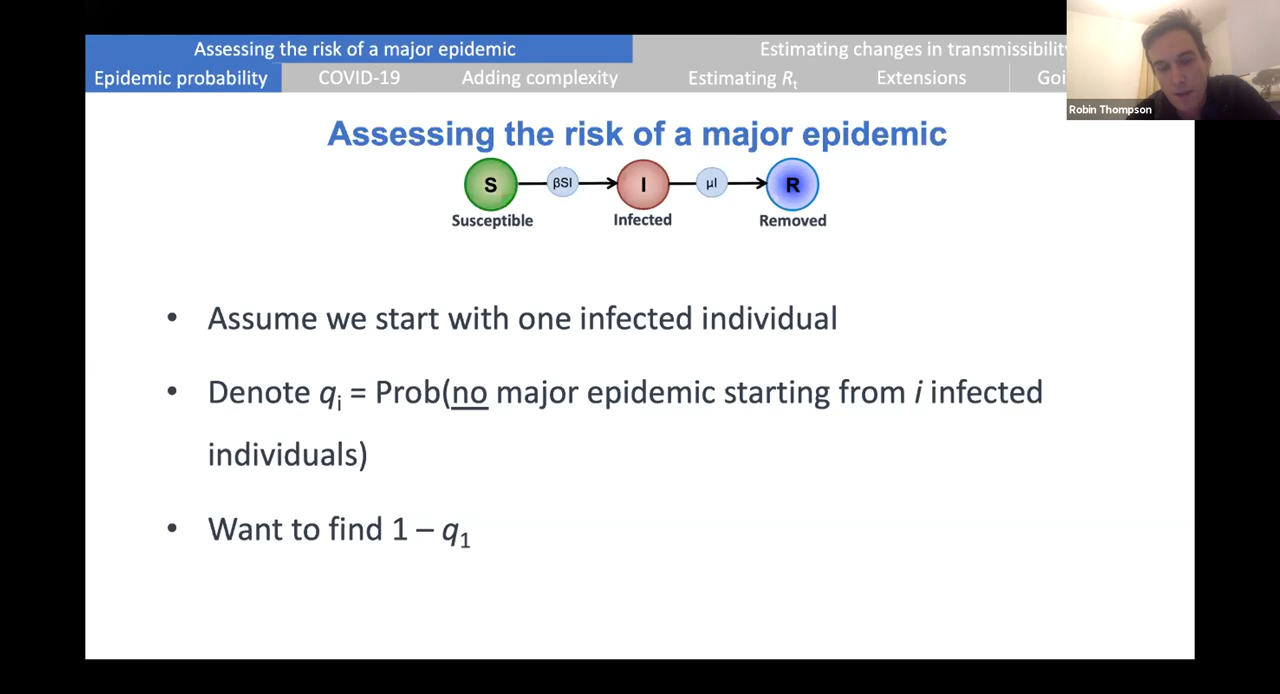 Assessing the risk of a major epidemic
Estimating changes in transmissibility
Epidemic probability
COVID-19
Adding complexity
Estimating Rt
Extensions
Robin Thompson
Assessing the risk of a major epidemic
S
βSI
I
μI
R
Susceptible
Infected
Removed
• Assume we start with one infected individual
• Denote qi = Prob(no major epidemic starting from i infected
individuals)
• Want to find 1 – q1